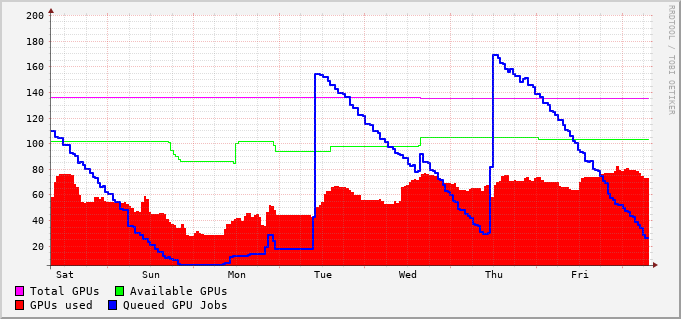 200
180
160
140
120
100
80
60
40
20
Sat Sun Mon Tue Wed Thu Fri
Total GPUs Available GPUs
GPUs used Queued GPU Jobs
RRDTOOL / TOBI OETIKER